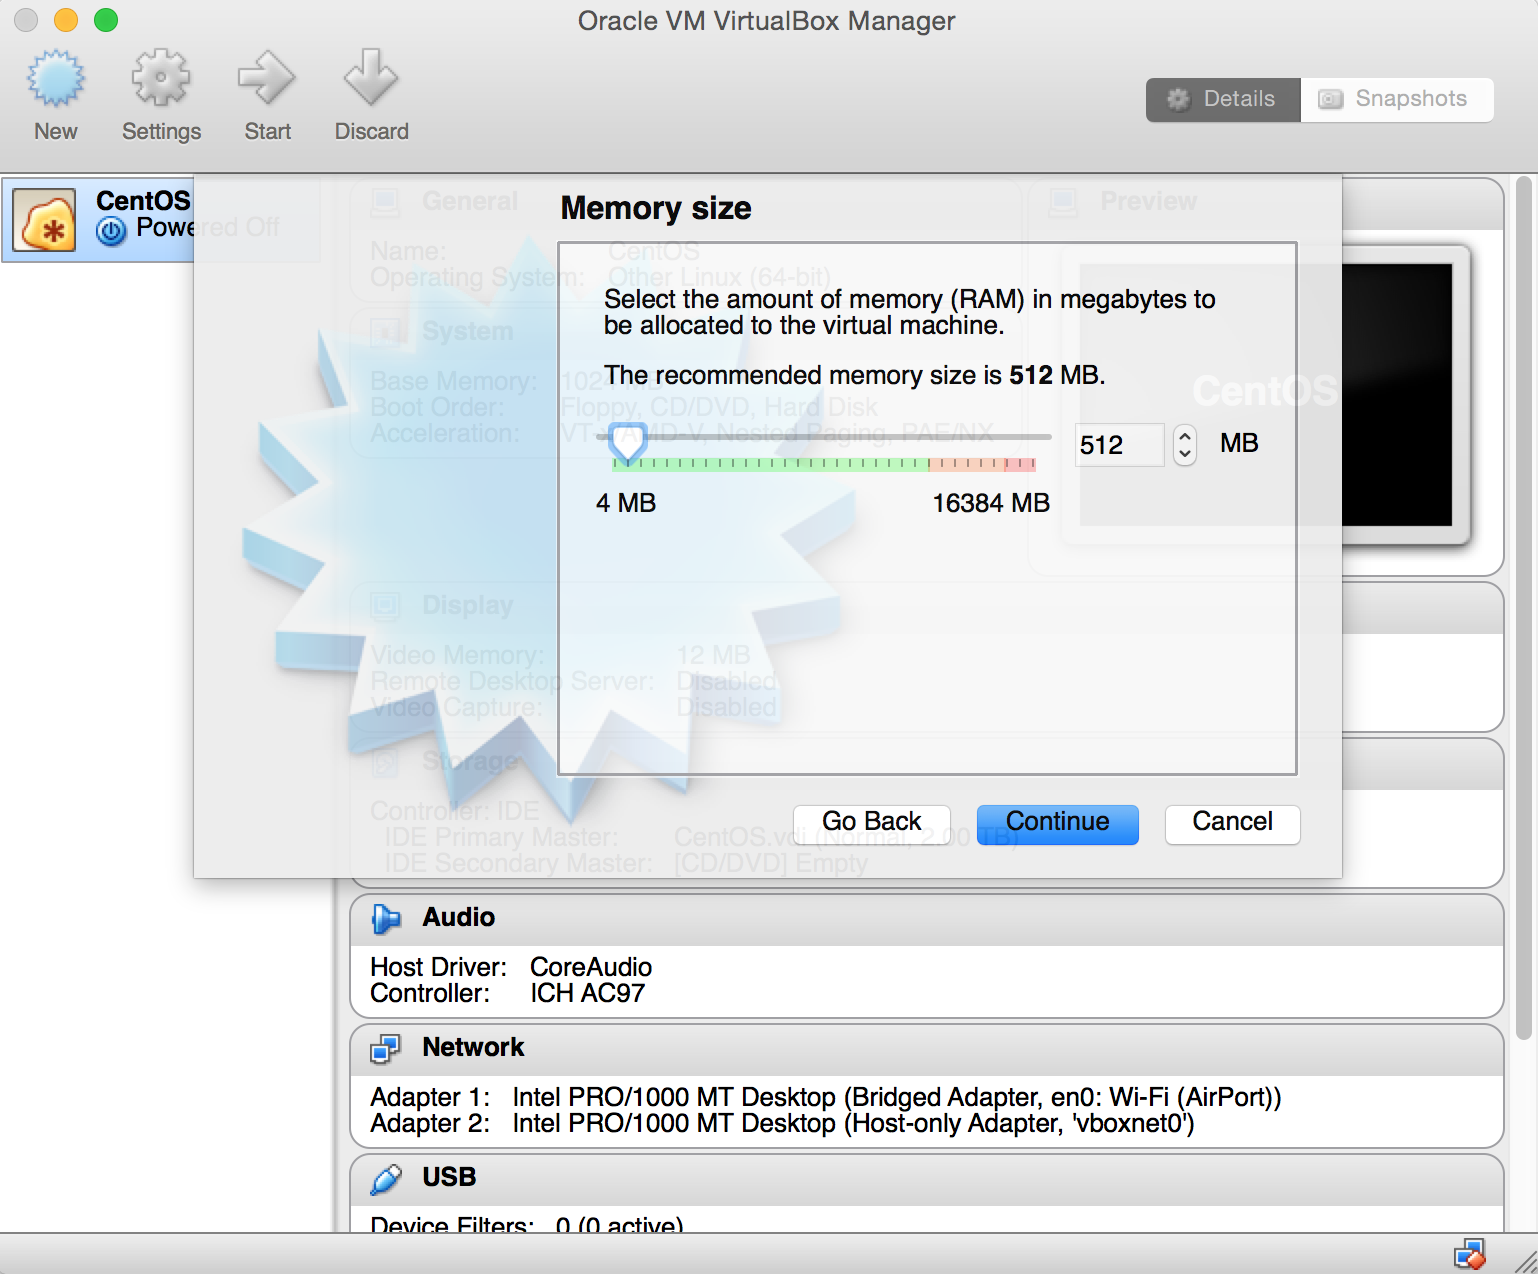 Oracle VM VirtualBox Manager
New
Settings
Start
Discard
Details
Snapshots
CentOS
Powered Off
General
Name: CentOS
Operating System: Other Linux (64-bit)
System
Base Memory: 1024 MB
Boot Order: Floppy, CD/DVD, Hard Disk
Acceleration: VT-x/AMD-V, Nested Paging, PAE/NX
Preview
CentOS
Memory size
Select the amount of memory (RAM) in megabytes to
be allocated to the virtual machine.
The recommended memory size is 512 MB.
512 MB
4 MB
16384 MB
Display
Video Memory: 12 MB
Remote Desktop Server: Disabled
Video Capture: Disabled
Storage
Controller: IDE
IDE Primary Master: CentOS.vdi (Normal, 2.00 TB)
IDE Secondary Master: [CD/DVD] Empty
Go Back
Continue
Cancel
Audio
Host Driver: CoreAudio
Controller: ICH AC97
Network
Adapter 1: Intel PRO/1000 MT Desktop (Bridged Adapter, en0: Wi-Fi (AirPort))
Adapter 2: Intel PRO/1000 MT Desktop (Host-only Adapter, 'vboxnet0')
USB
Device Filters: 0 (0 active)